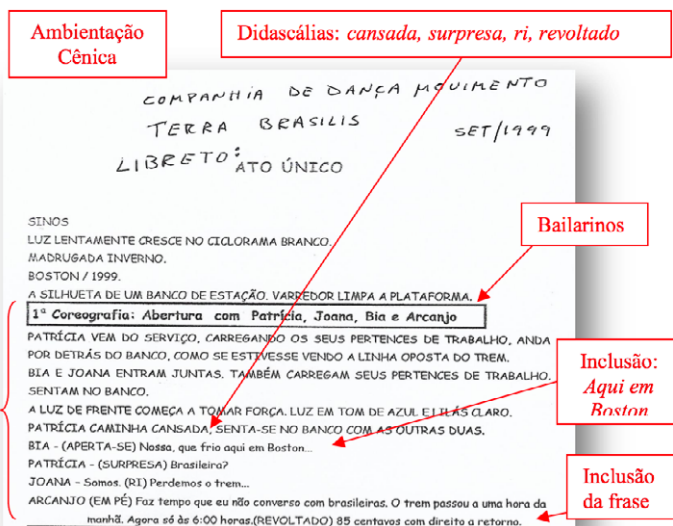 Ambientação
Cênica
Didascálias: cansada, surpresa, ri, revoltado
COMPANHIA DE DANÇA MOVIMENTO
TERRA BRASILIS
SET/1999
LIBRETO:
ATO ÚNICO
Bailarinos
SINOS
LUZ LENTAMENTE CRESCE NO CICLORAMA BRANCO.
MADRUGADA INVERNO.
BOSTON / 1999.
A SILHUETA DE UM BANCO DE ESTAÇÃO. VARREDOR LIMPA A PLATAFORMA.
1ª Coreografia: Abertura com Patrícia, Joana, Bia e Arcanjo
PATRÍCIA VEM DO SERVIÇO, CARREGANDO OS SEUS PERTENCES DE TRABALHO. ANDA
POR DETRÁS DO BANCO, COMO SE ESTIVESSE VENDO A LINHA OPOSTA DO TREM.
BIA E JOANA ENTRAM JUNTAS. TAMBÉM CARREGAM SEUS PERTENCES DE TRABALHO.
SENTAM NO BANCO.
A LUZ DE FRENTE COMEÇA A TOMAR FORÇA. LUZ EM TOM DE AZUL E LILÁS CLARO.
PATRÍCIA CAMINHA CANSADA, SENTA-SE NO BANCO COM AS OUTRAS DUAS.
BIA - (APERTA-SE) Nossa, que frio aqui em Boston...
PATRÍCIA - (SURPRESA) Brasileira?
JOANA - Somos. (RI) Perdemos o trem...
ARCANJO (EM PÉ) Faz tempo que eu não converso com brasileiras. O trem passou a uma hora da
manhã. Agora só às 6:00 horas.(REVOLTADO) 85 centavos com direito a retorno.
Inclusão:
Aqui em
Boston
Inclusão
da frase